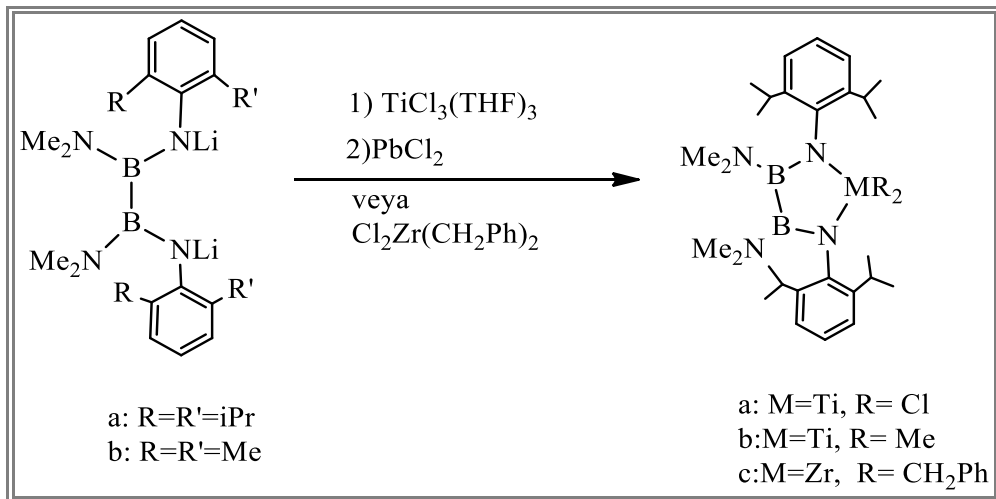 R
R'
Me₂N
NLi
B
B
Me₂N
NLi
R
R'
a: R=R'=iPr
b: R=R'=Me
1) TiCl₃(THF)₃
2)PbCl₂
veya
Cl₂Zr(CH₂Ph)₂
Me₂N
N
B
MR₂
B
N
Me₂N
a: M=Ti, R= Cl
b:M=Ti, R= Me
c:M=Zr, R= CH₂Ph